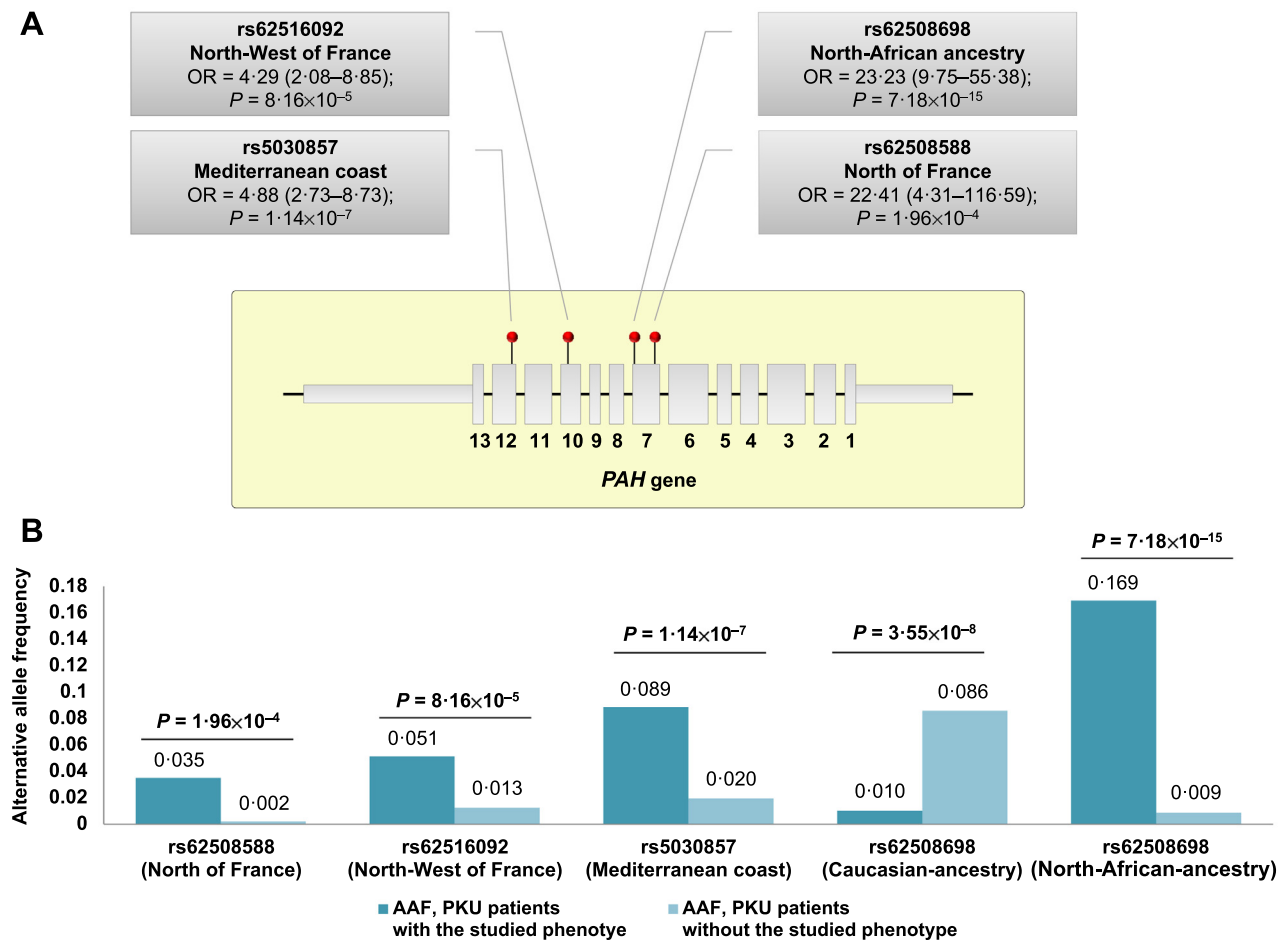 A
rs62516092
North-West of France
OR = 4·29 (2·08–8·85);
P = 8·16×10–5
rs5030857
Mediterranean coast
OR = 4·88 (2·73–8·73);
P = 1·14×10–7
rs62508698
North-African ancestry
OR = 23·23 (9·75–55·38);
P = 7·18×10–15
rs62508588
North of France
OR = 22·41 (4·31–116·59);
P = 1·96×10–4
13 12 11 10 9 8 7 6 5 4 3 2 1
PAH gene
B
Alternative allele frequency
0.18
0.16
0.14
0.12
0.1
0.08
0.06
0.04
0.02
0
P = 1·96×10–4
0·035
0·002
P = 8·16×10–5
0·051
0·013
P = 1·14×10–7
0·089
0·020
P = 3·55×10–8
0·010
0·086
P = 7·18×10–15
0·169
0·009
rs62508588
(North of France)
rs62516092
(North-West of France)
rs5030857
(Mediterranean coast)
rs62508698
(Caucasian-ancestry)
rs62508698
(North-African-ancestry)
AAF, PKU patients
with the studied phenotye
AAF, PKU patients
without the studied phenotype